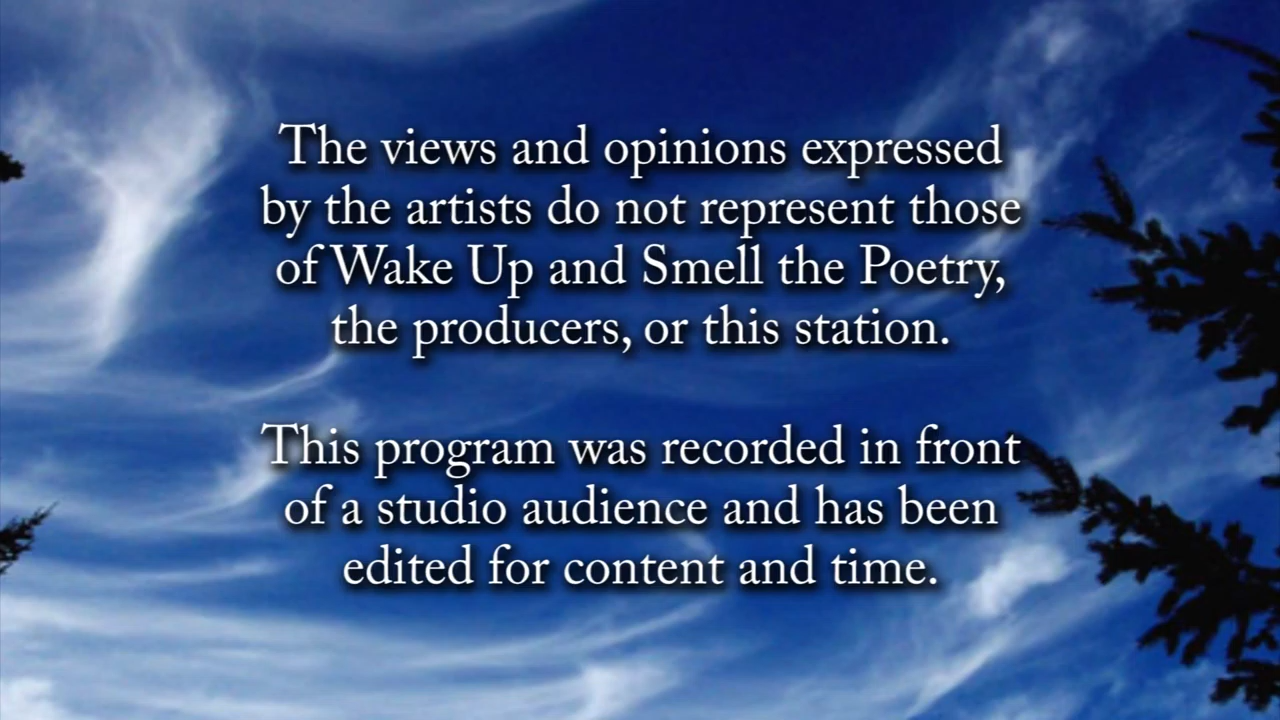 The views and opinions expressed
by the artists do not represent those
of Wake Up and Smell the Poetry,
the producers, or this station.
This program was recorded in front
of a studio audience and has been
edited for content and time.